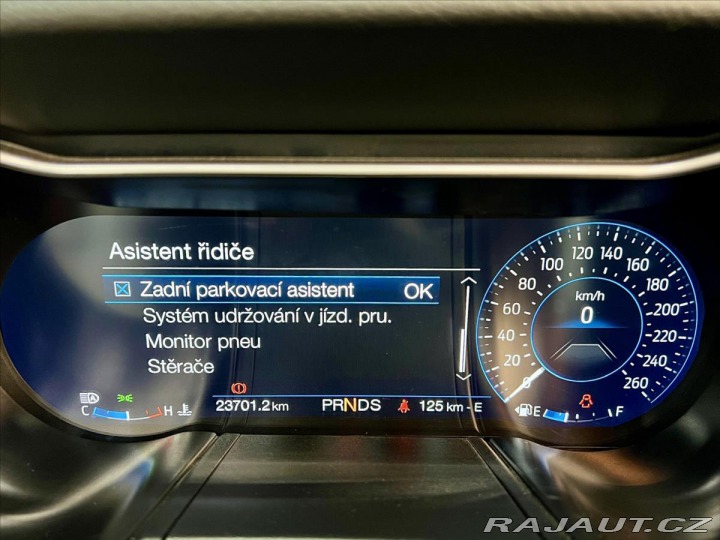 Asistent řidiče
Zadní parkovací asistent OK
Systém udržování v jízd. pru.
Monitor pneu
Stěrače
C H
23701.2 km PRNDS 125 km - E
0 20 40 60 80 100 120 140 160 180 200 220 240 260
km/h
0
E F
RAJAUT.CZ